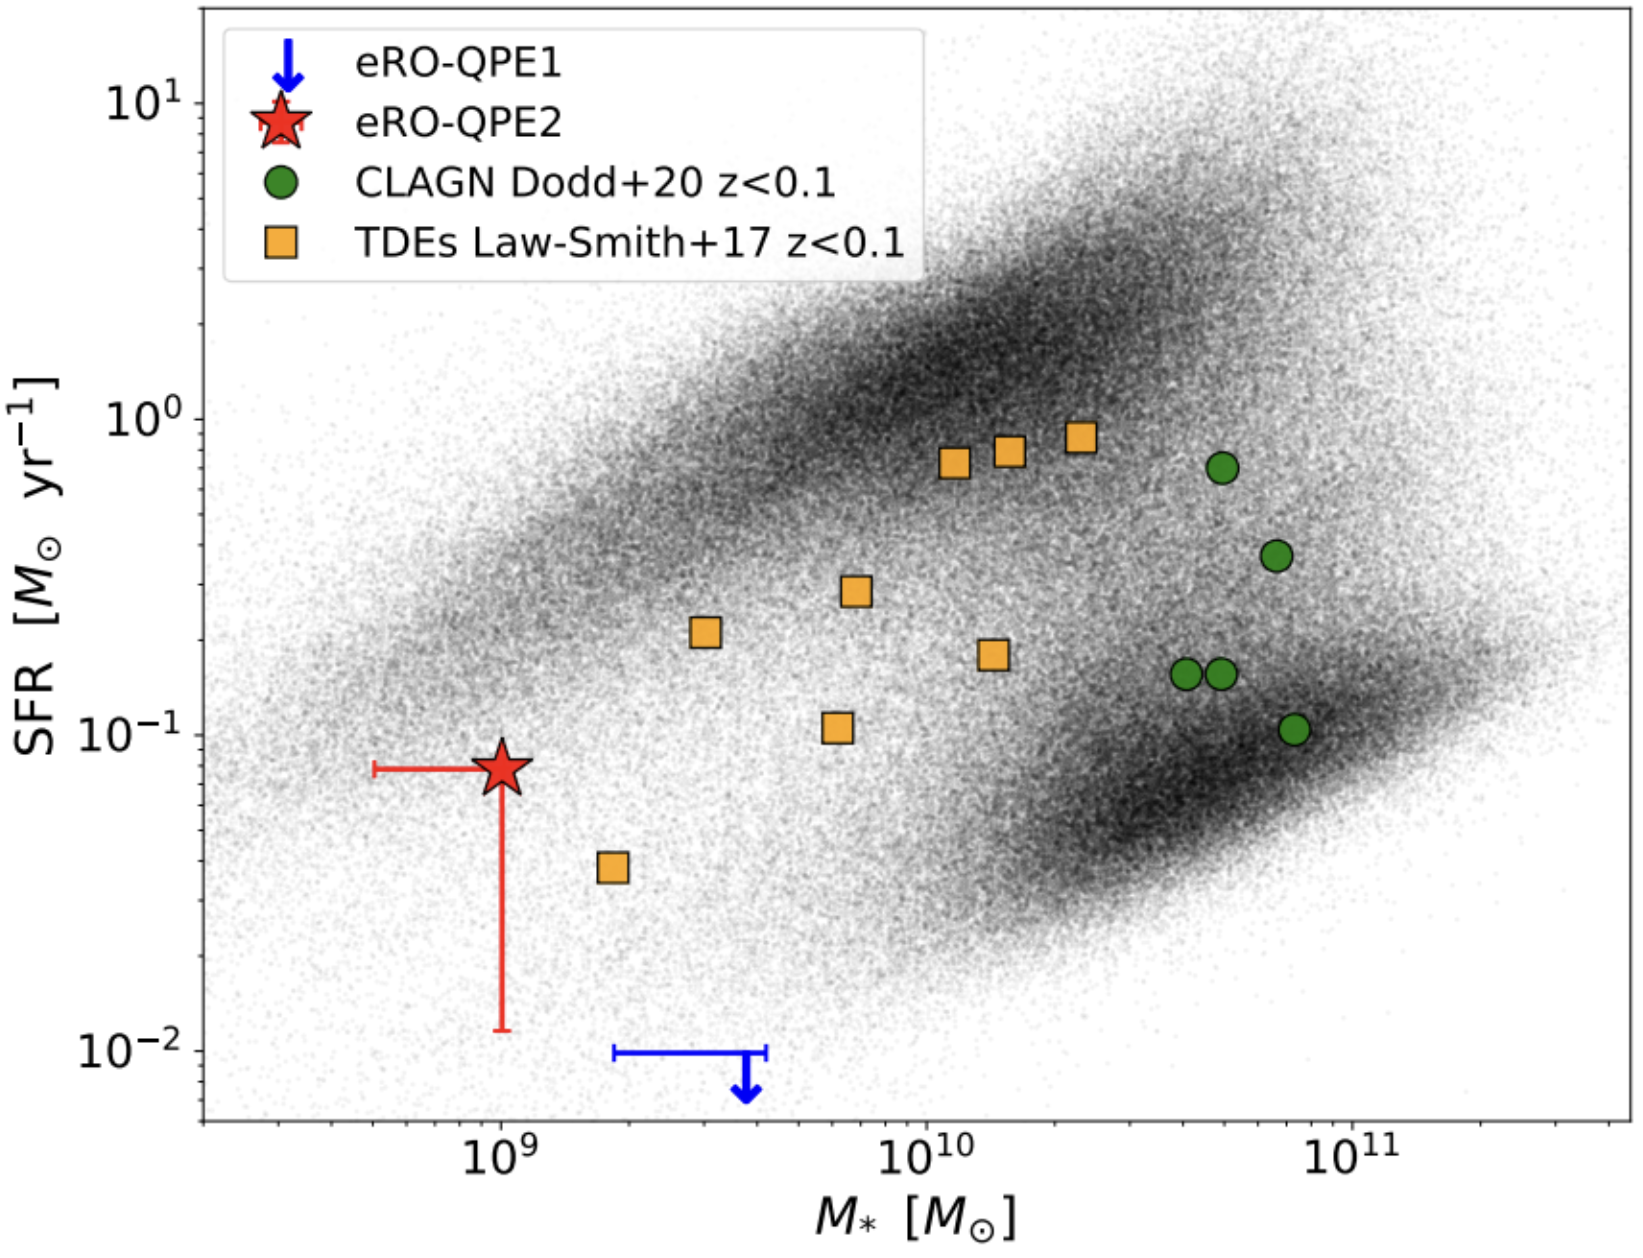 eRO-QPE1
eRO-QPE2
CLAGN Dodd+20 z<0.1
TDEs Law-Smith+17 z<0.1
10¹
10⁰
10⁻¹
10⁻²
SFR [M⊙ yr⁻¹]
10⁹ 10¹⁰ 10¹¹
M* [M⊙]